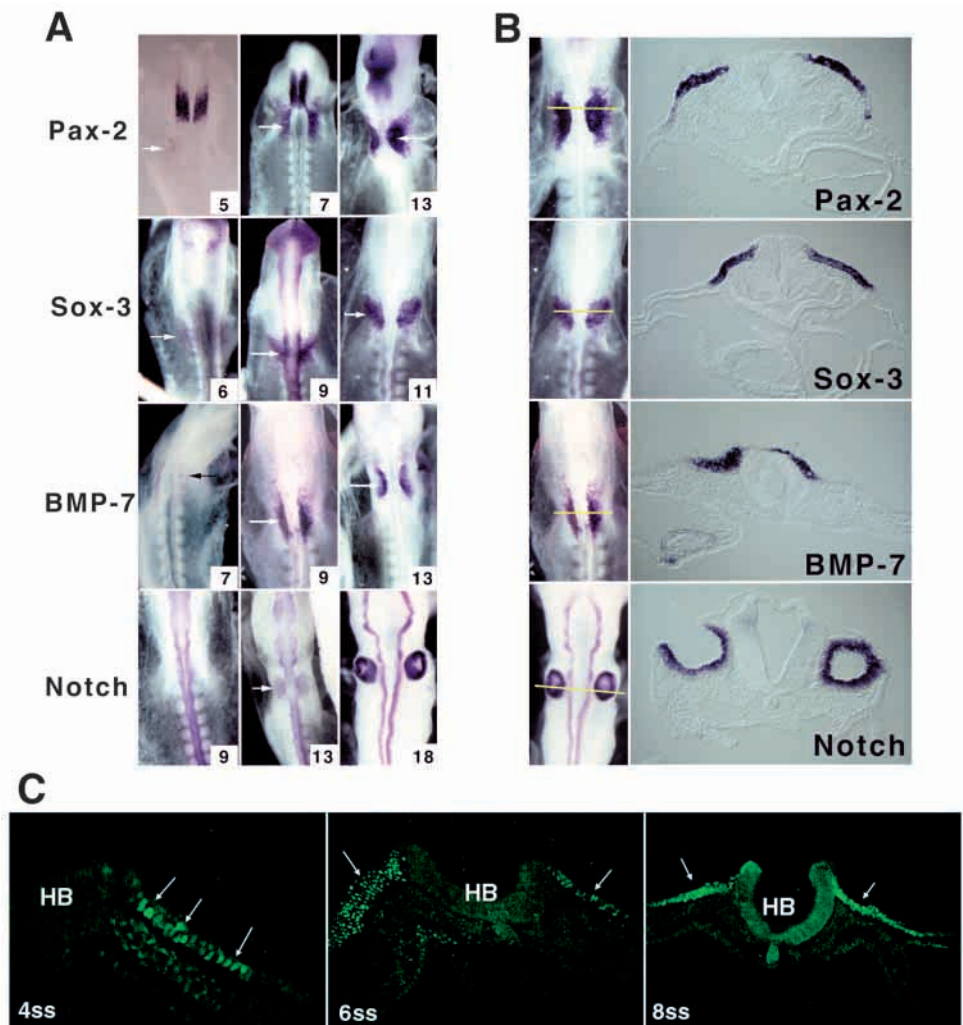 A
B
Pax-2
5
7
13
Pax-2
Sox-3
6
9
11
Sox-3
BMP-7
7
9
13
BMP-7
Notch
9
13
18
Notch
C
HB
4ss
HB
6ss
HB
8ss